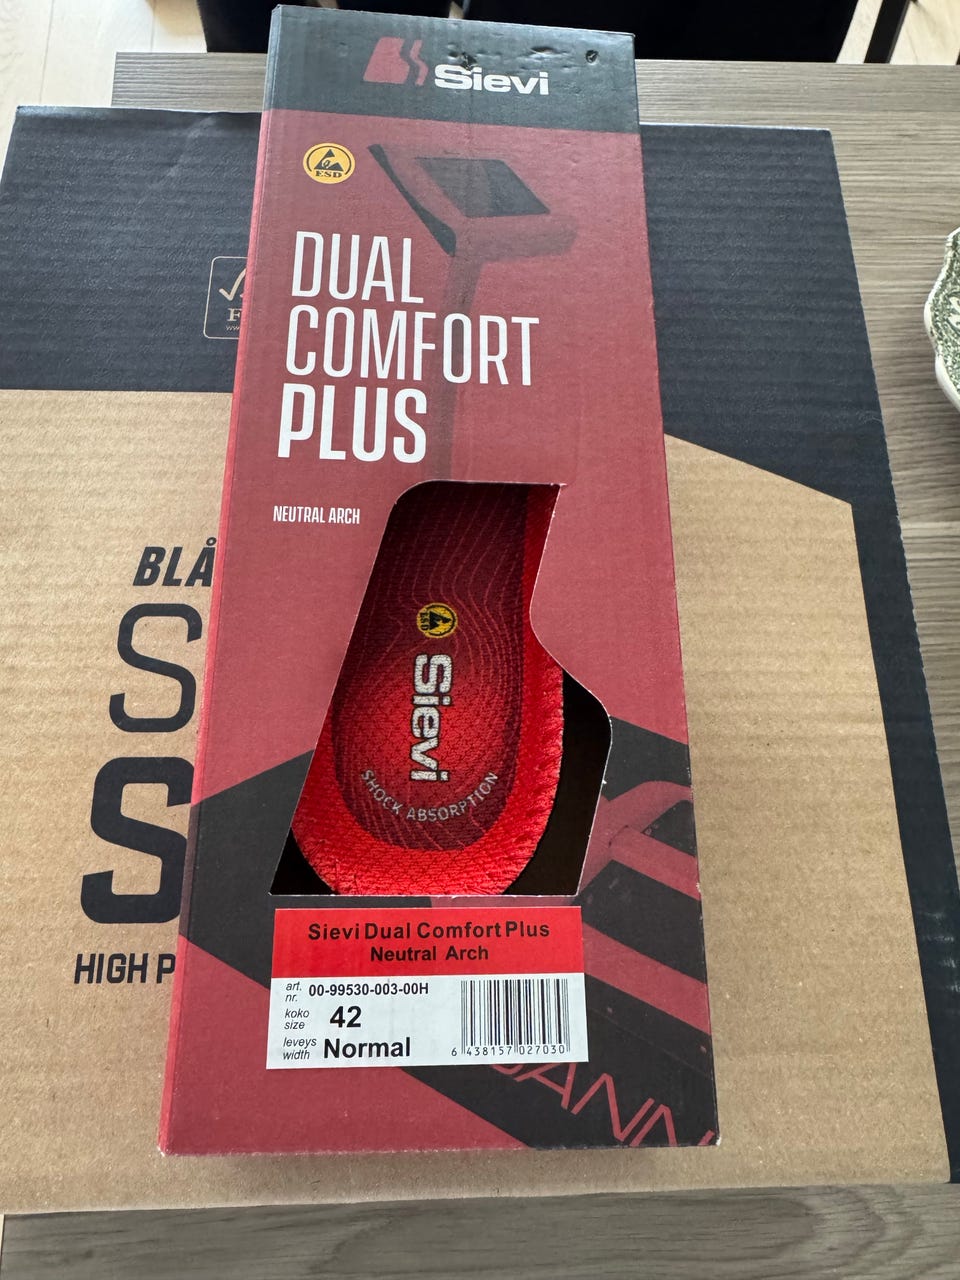 Sievi
ESD
DUAL
COMFORT
PLUS
NEUTRAL ARCH
ESD
Sievi
SHOCK ABSORPTION
Sievi Dual Comfort Plus
Neutral Arch
art. nr. 00-99530-003-00H
koko size 42
leveys width Normal
6 438157 027030
BLÅ
S
S
HIGH P